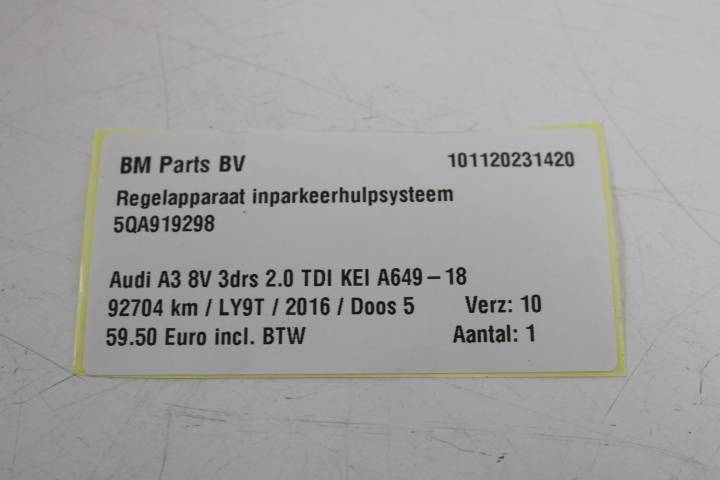 BM Parts BV 101120231420
Regelapparaat inparkeerhulpsysteem
5QA919298
Audi A3 8V 3drs 2.0 TDI KEI A649-18
92704 km / LY9T / 2016 / Doos 5 Verz: 10
59.50 Euro incl. BTW Aantal: 1